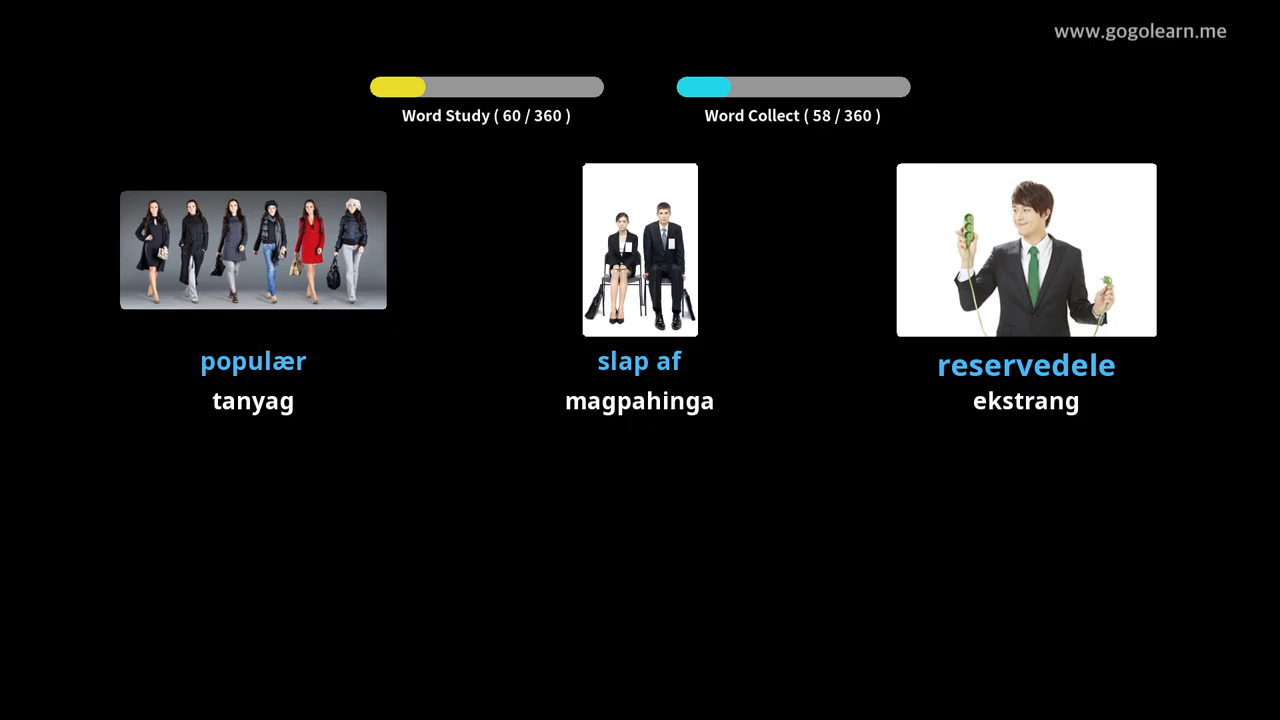 www.gogolearn.me
Word Study ( 60 / 360 )
Word Collect ( 58 / 360 )
populær
slap af
reservedele
tanyag
magpahinga
ekstrang